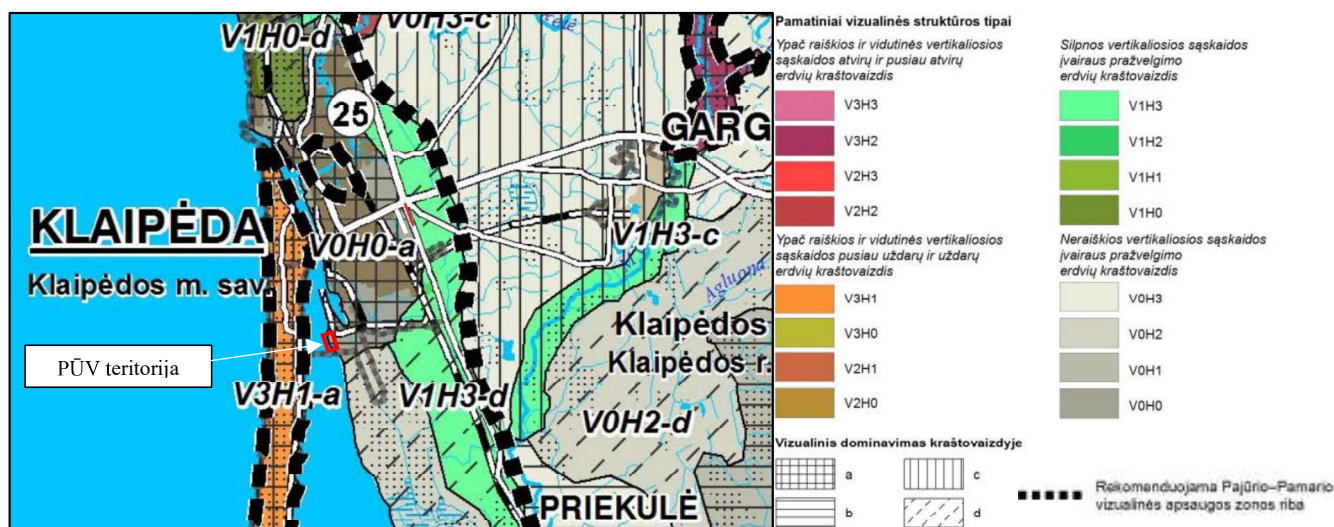 V0H3-c
V1H0-d
25
GARG
KLAIPĖDA
Klaipėdos m. sav.
V0H0-a
V1H3-c
Agluona
Klaipėdos
Klaipėdos r.
PŪV teritorija
V3H1-a
V1H3-d
V0H2-d
PRIEKULĖ
Pamatiniai vizualinės struktūros tipai
Ypač raiškios ir vidutinės vertikaliosios
sąskaidos atvirų ir pusiau atvirų
erdvių kraštovaizdis
V3H3
V3H2
V2H3
V2H2
Ypač raiškios ir vidutinės vertikaliosios
sąskaidos pusiau uždarų ir uždarų
erdvių kraštovaizdis
V3H1
V3H0
V2H1
V2H0
Silpnos vertikaliosios sąskaidos
įvairaus pražvelgimo
erdvių kraštovaizdis
V1H3
V1H2
V1H1
V1H0
Neraiškios vertikaliosios sąskaidos
įvairaus pražvelgimo
erdvių kraštovaizdis
V0H3
V0H2
V0H1
V0H0
Vizualinis dominavimas kraštovaizdyje
a
b
c
d
Rekomenduojama Pajūrio–Pamario
vizualinės apsaugos zonos riba